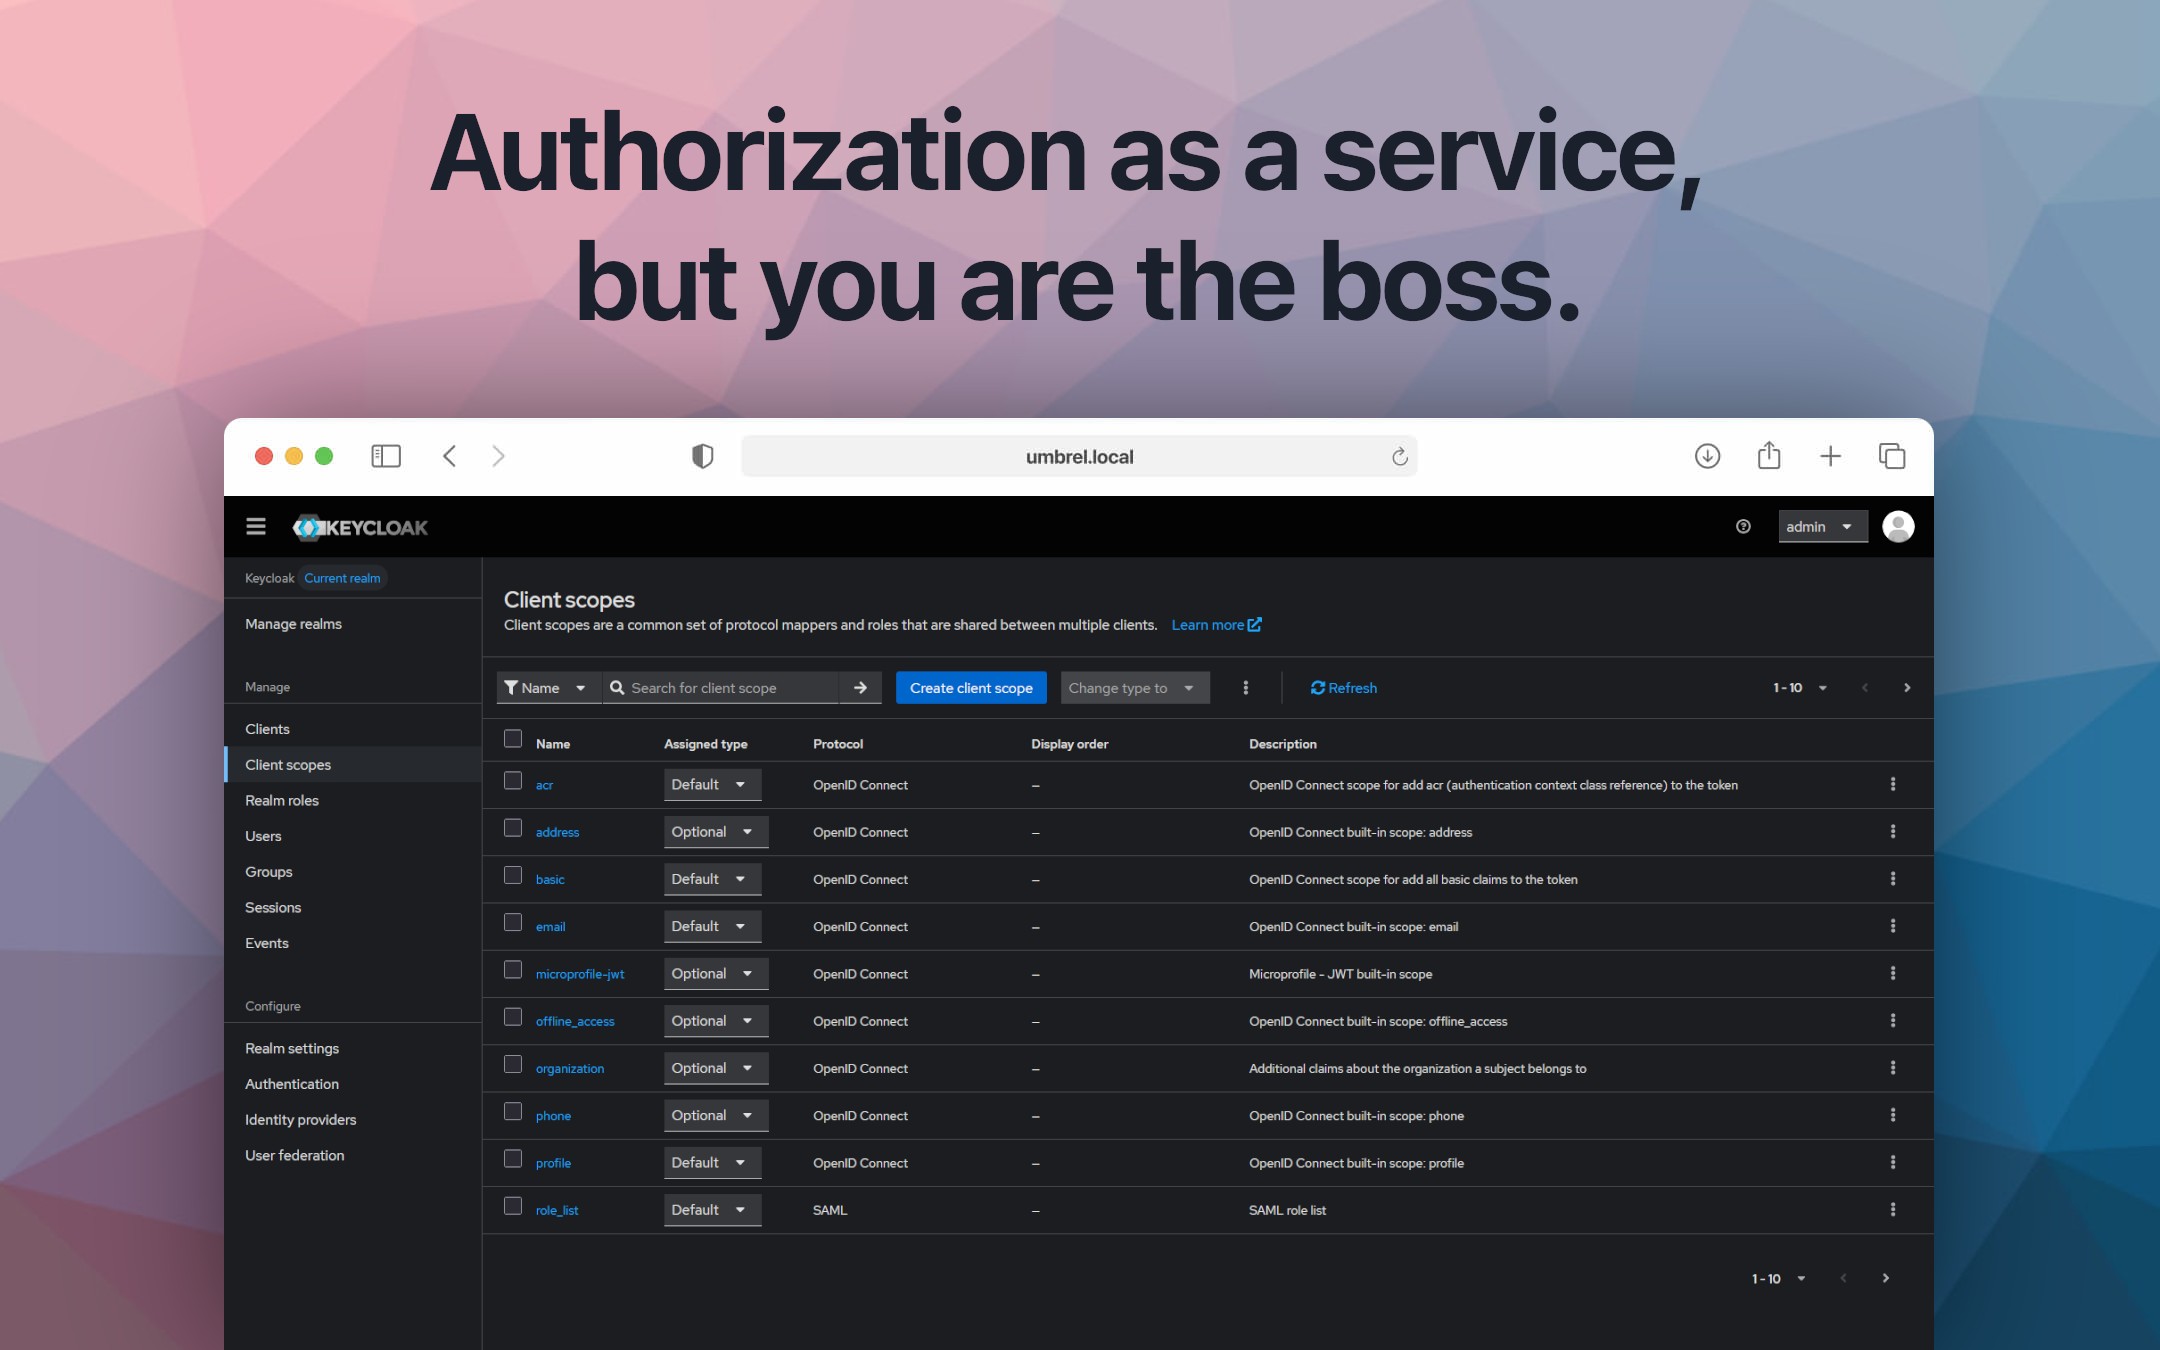 Authorization as a service,
but you are the boss.
umbrel.local
KEYCLOAK
admin
Keycloak Current realm
Manage realms
Manage
Clients
Client scopes
Realm roles
Users
Groups
Sessions
Events
Configure
Realm settings
Authentication
Identity providers
User federation
Client scopes
Client scopes are a common set of protocol mappers and roles that are shared between multiple clients. Learn more
Name Search for client scope Create client scope Change type to Refresh 1 - 10
Name Assigned type Protocol Display order Description
acr Default OpenID Connect – OpenID Connect scope for add acr (authentication context class reference) to the token
address Optional OpenID Connect – OpenID Connect built-in scope: address
basic Default OpenID Connect – OpenID Connect scope for add all basic claims to the token
email Default OpenID Connect – OpenID Connect built-in scope: email
microprofile-jwt Optional OpenID Connect – Microprofile - JWT built-in scope
offline_access Optional OpenID Connect – OpenID Connect built-in scope: offline_access
organization Optional OpenID Connect – Additional claims about the organization a subject belongs to
phone Optional OpenID Connect – OpenID Connect built-in scope: phone
profile Default OpenID Connect – OpenID Connect built-in scope: profile
role_list Default SAML – SAML role list
1 - 10